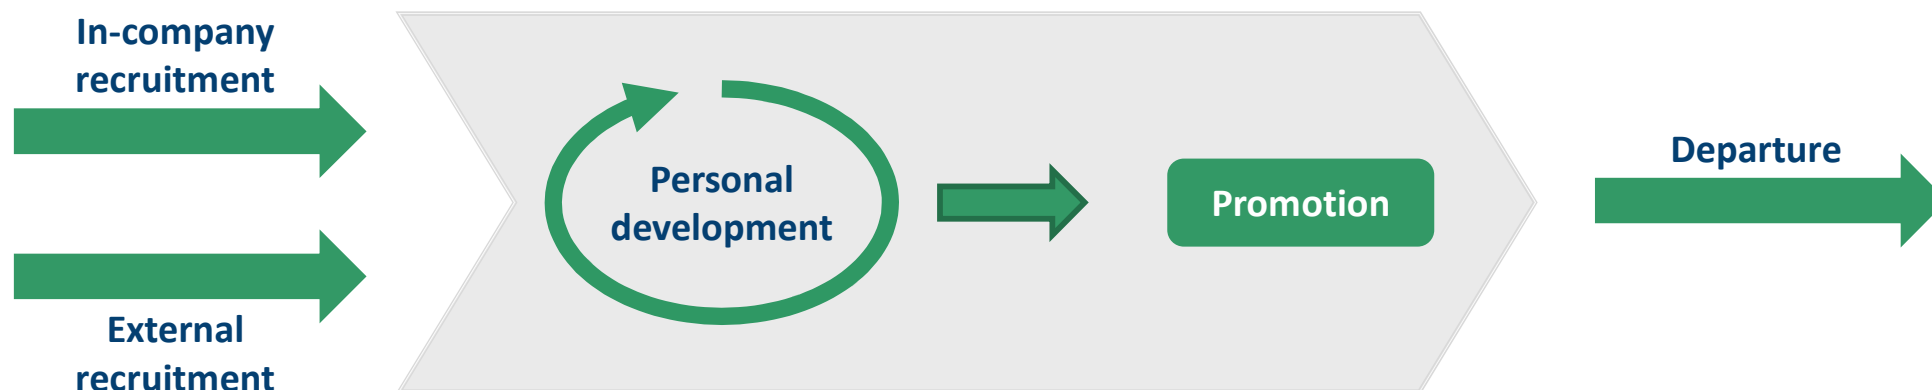 In-company
recruitment
Personal
development
Promotion
Departure
External
recruitment